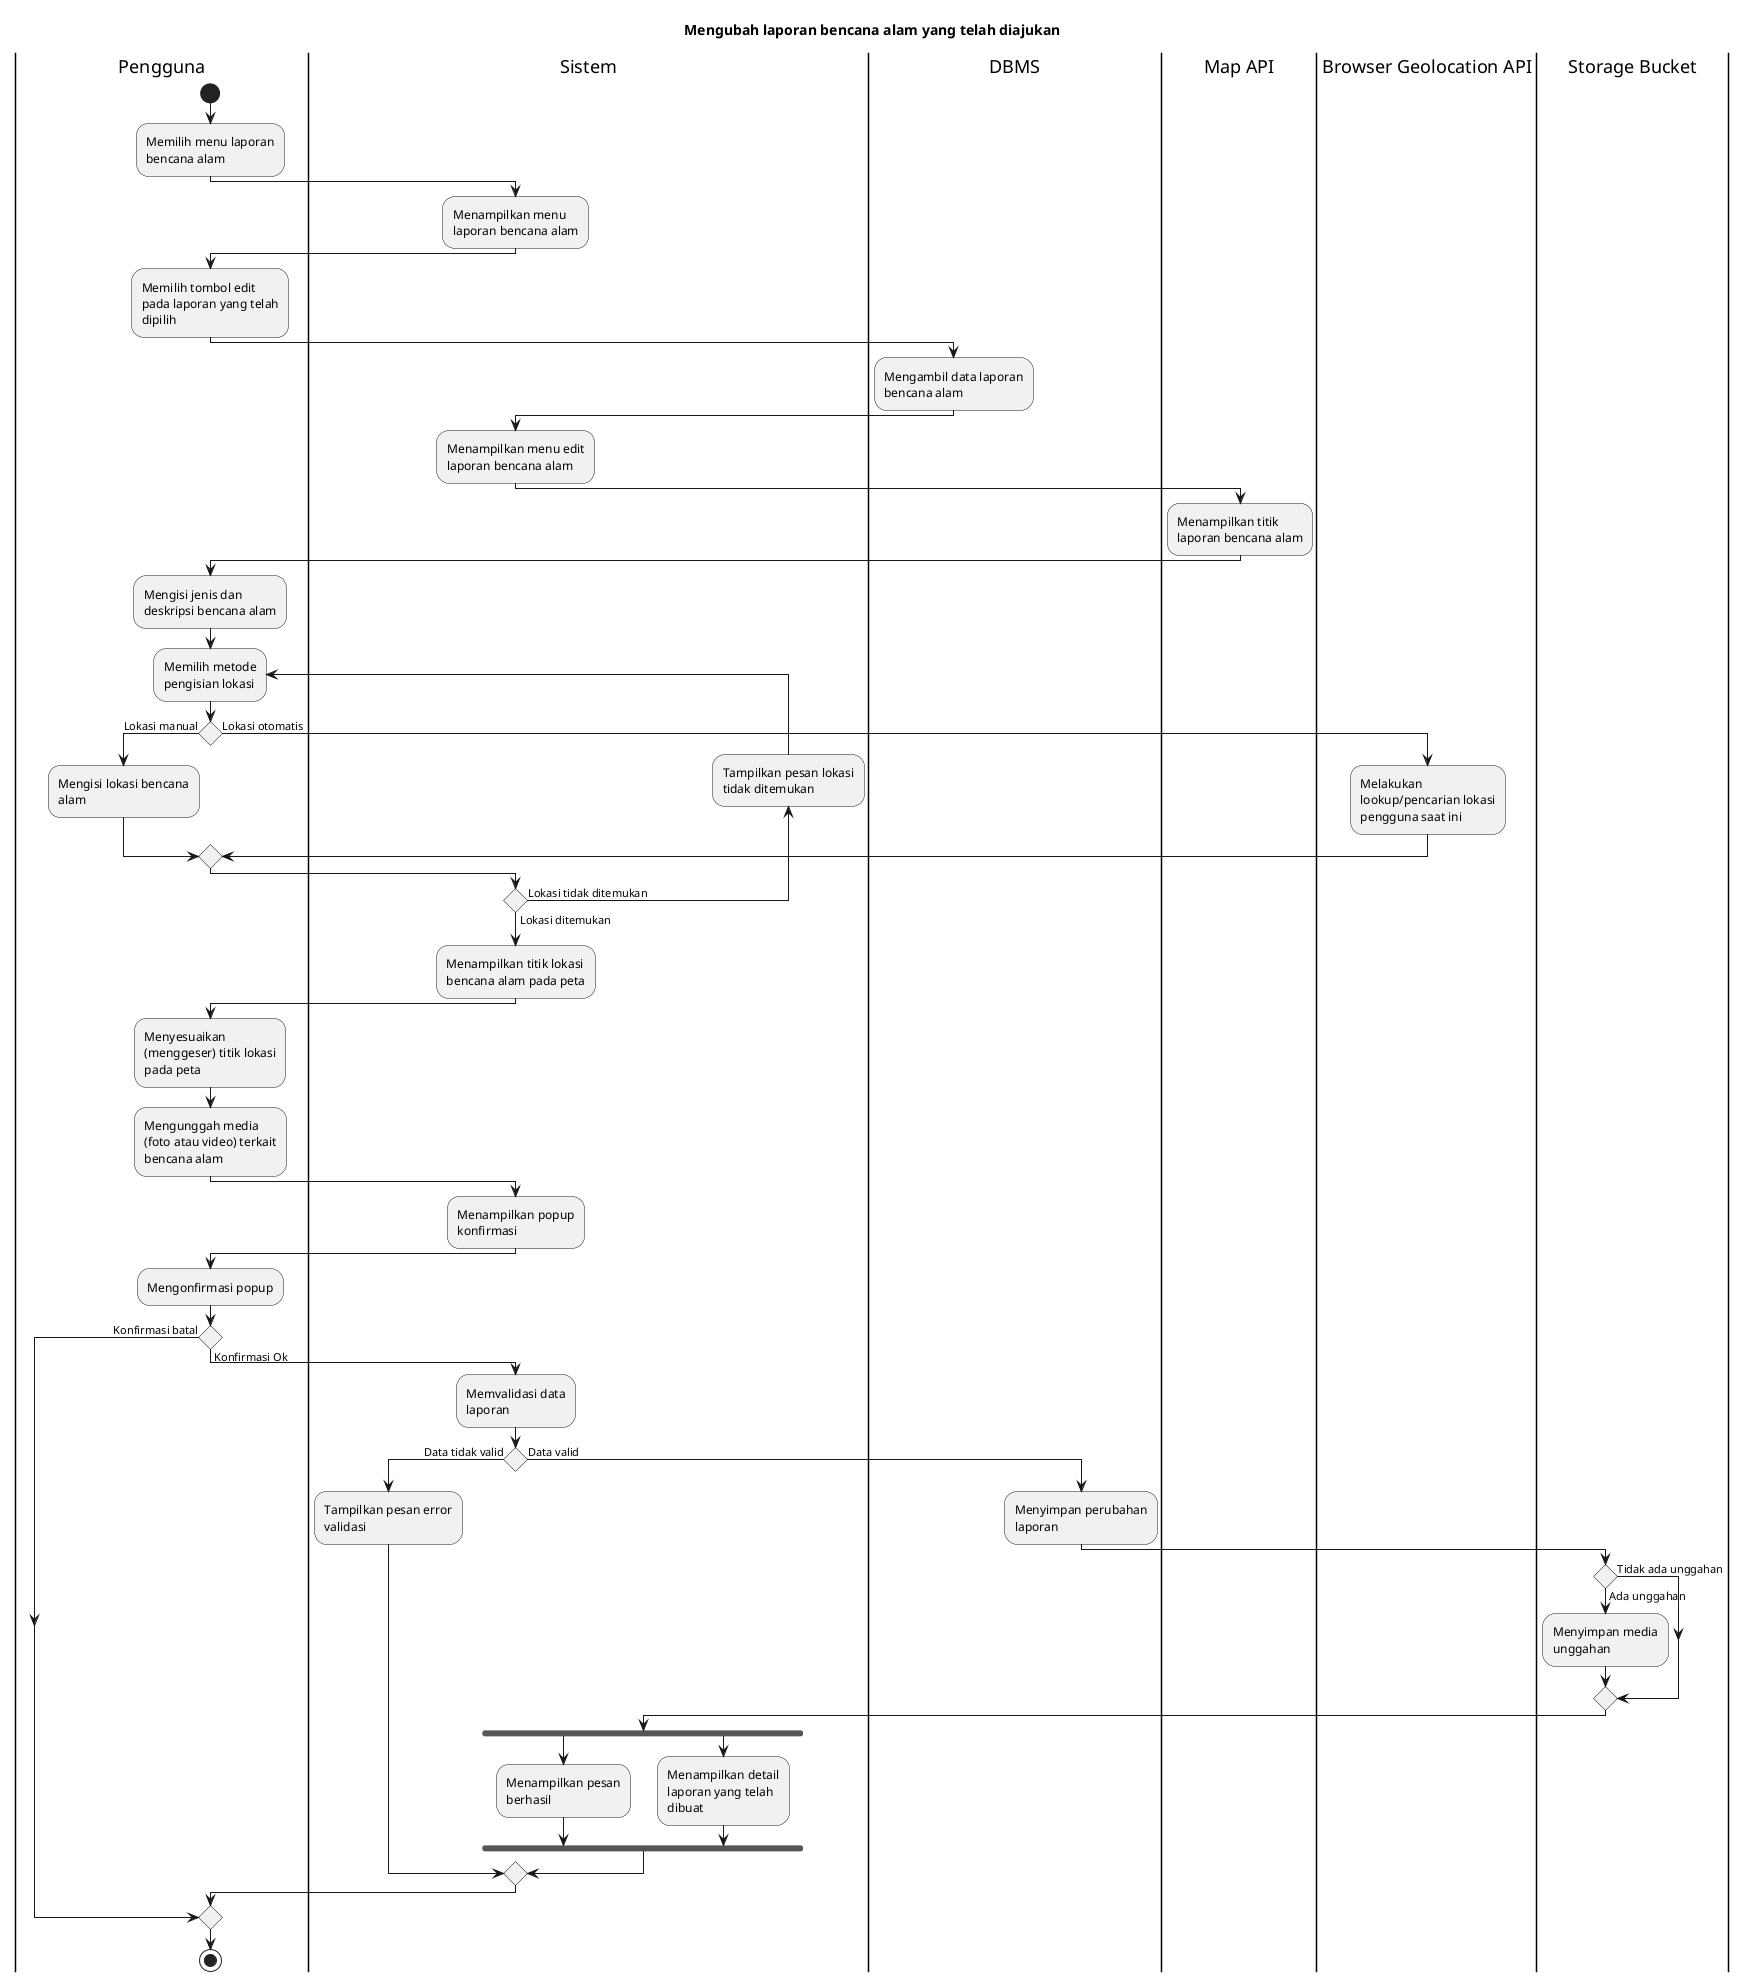 Mengubah laporan bencana alam yang telah diajukan
Pengguna
Sistem
DBMS
Map API
Browser Geolocation API
Storage Bucket
Memilih menu laporan
bencana alam
Menampilkan menu
laporan bencana alam
Memilih tombol edit
pada laporan yang telah
dipilih
Mengambil data laporan
bencana alam
Menampilkan menu edit
laporan bencana alam
Menampilkan titik
laporan bencana alam
Mengisi jenis dan
deskripsi bencana alam
Memilih metode
pengisian lokasi
Lokasi manual
Lokasi otomatis
Mengisi lokasi bencana
alam
Tampilkan pesan lokasi
tidak ditemukan
Melakukan
lookup/pencarian lokasi
pengguna saat ini
Lokasi tidak ditemukan
Lokasi ditemukan
Menampilkan titik lokasi
bencana alam pada peta
Menyesuaikan
(menggeser) titik lokasi
pada peta
Mengunggah media
(foto atau video) terkait
bencana alam
Menampilkan popup
konfirmasi
Mengonfirmasi popup
Konfirmasi batal
Konfirmasi Ok
Memvalidasi data
laporan
Data tidak valid
Data valid
Tampilkan pesan error
validasi
Menyimpan perubahan
laporan
Tidak ada unggahan
Ada unggahan
Menyimpan media
unggahan
Menampilkan pesan
berhasil
Menampilkan detail
laporan yang telah
dibuat